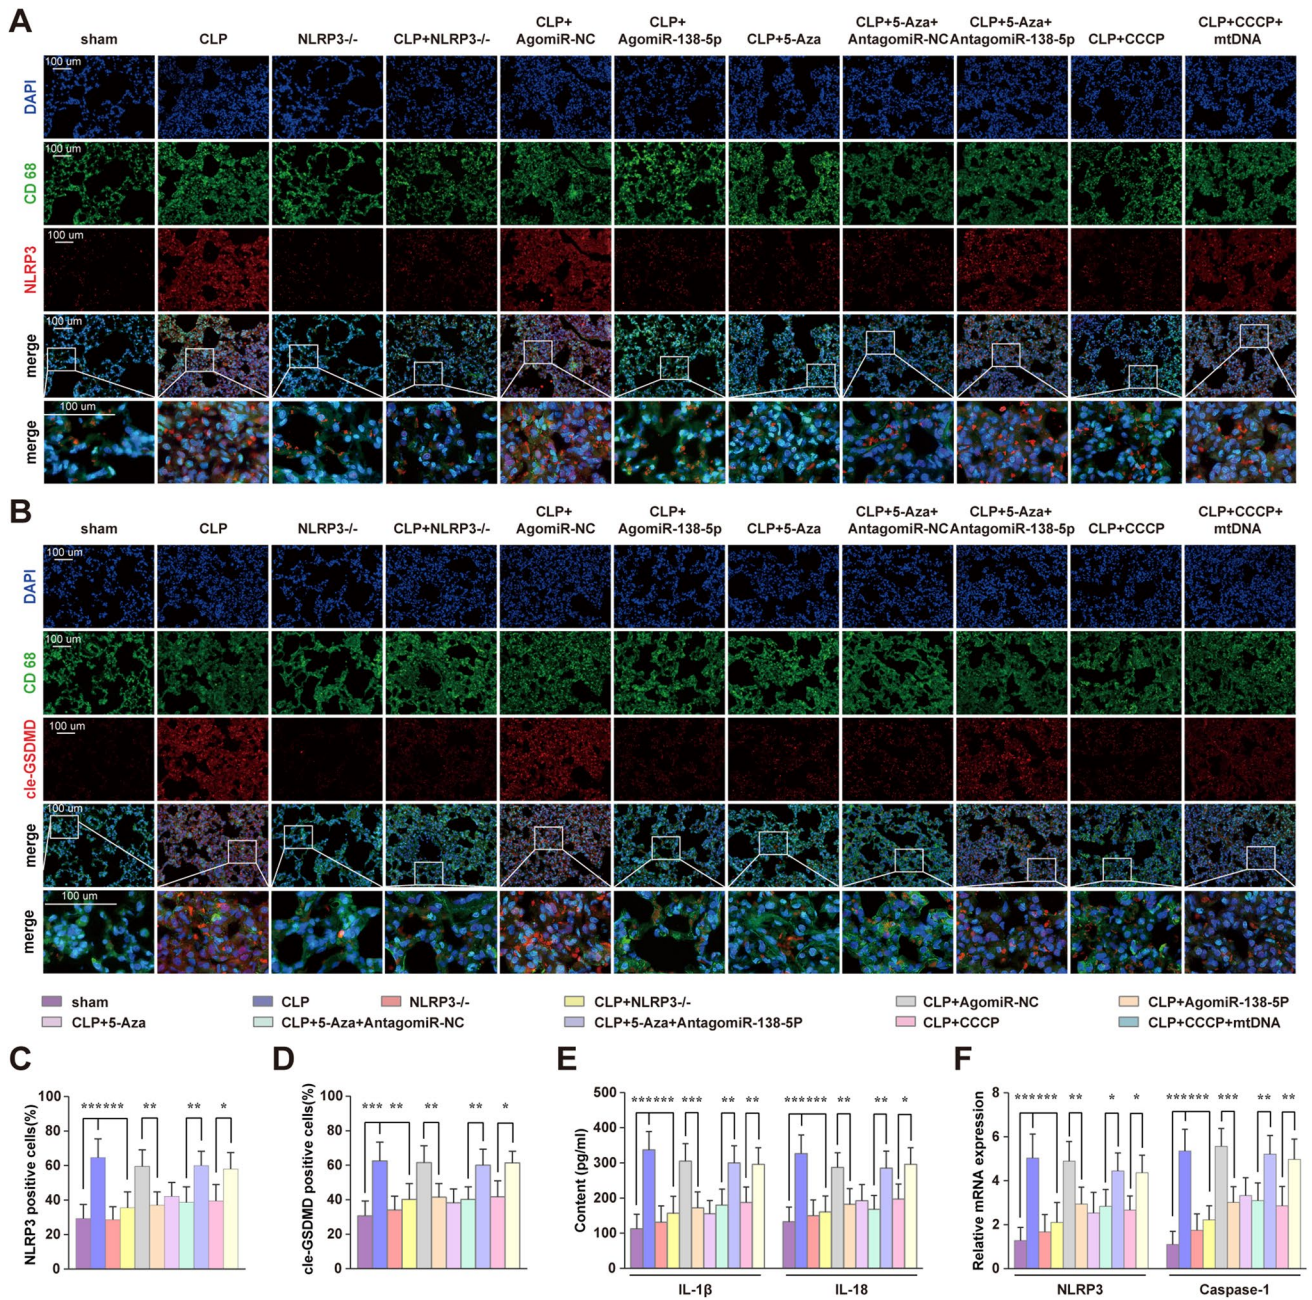 A
sham CLP NLRP3-/- CLP+NLRP3-/- CLP+ AgomiR-NC CLP+ AgomiR-138-5p CLP+5-Aza CLP+5-Aza+ AntagomiR-NC CLP+5-Aza+ AntagomiR-138-5p CLP+CCCP CLP+CCCP+ mtDNA
DAPI
100 um
CD 68
100 um
NLRP3
100 um
merge
100 um
merge
100 um
B
sham CLP NLRP3-/- CLP+NLRP3-/- CLP+ AgomiR-NC CLP+ AgomiR-138-5p CLP+5-Aza CLP+5-Aza+ AntagomiR-NC CLP+5-Aza+ AntagomiR-138-5p CLP+CCCP CLP+CCCP+ mtDNA
DAPI
100 um
CD 68
100 um
cle-GSDMD
100 um
merge
100 um
merge
100 um
sham CLP NLRP3-/- CLP+NLRP3-/- CLP+AgomiR-NC CLP+AgomiR-138-5P
CLP+5-Aza CLP+5-Aza+AntagomiR-NC CLP+5-Aza+AntagomiR-138-5P CLP+CCCP CLP+CCCP+mtDNA
C
NLRP3 positive cells(%)
100
80
60
40
20
0
*** *** ** ** *
D
cle-GSDMD positive cells(%)
100
80
60
40
20
0
*** ** ** ** *
E
Content (pg/ml)
500
400
300
200
100
0
*** *** *** ** ** *** *** ** ** *
IL-1β IL-18
F
Relative mRNA expression
8
6
4
2
0
*** *** ** * * *** *** *** ** *
NLRP3 Caspase-1